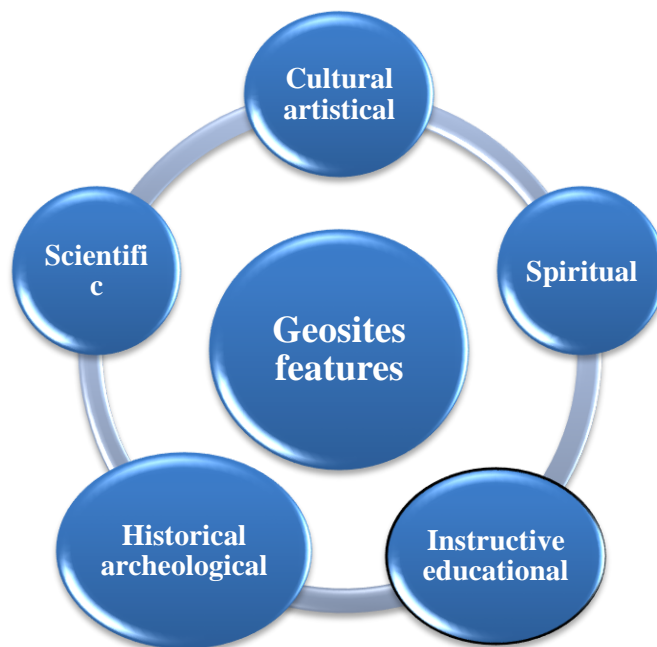 Cultural
artistical
Scientifi
c
Spiritual
Geosites
features
Historical
archeological
Instructive
educational